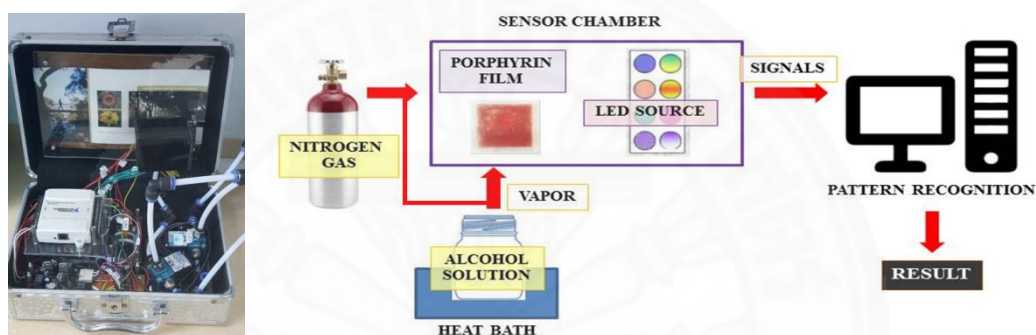 SENSOR CHAMBER
PORPHYRIN
FILM
LED SOURCE
SIGNALS
NITROGEN
GAS
VAPOR
ALCOHOL
SOLUTION
HEAT BATH
PATTERN RECOGNITION
RESULT